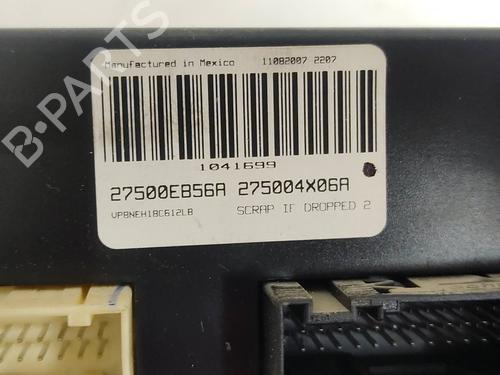 B-PARTS
Manufactured in Mexico 11082007 2207
1041699
27500EB56A 275004X06A
VP8NEH18C612LB SCRAP IF DROPPED 2